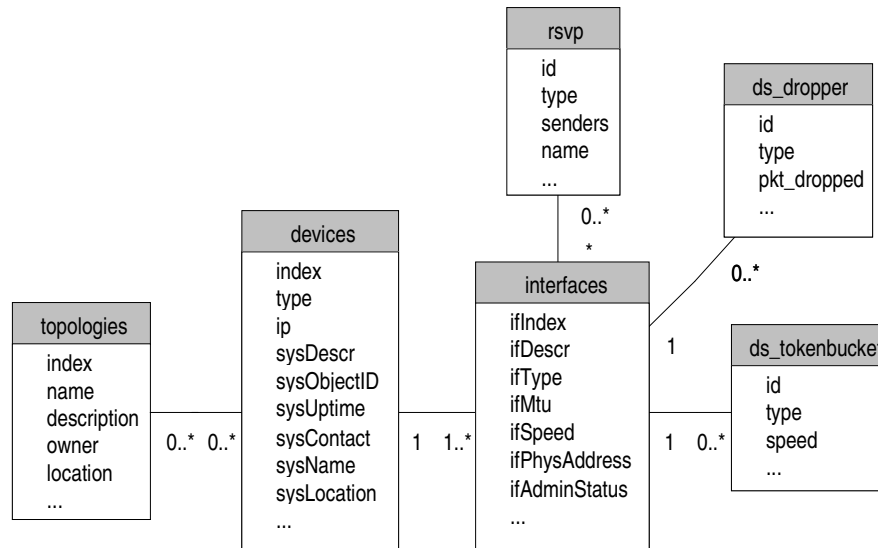 rsvp
id
type
senders
name
...
ds_dropper
id
type
pkt_dropped
...
0..*
*
0..*
devices
index
type
ip
sysDescr
sysObjectID
sysUptime
sysContact
sysName
sysLocation
...
interfaces
ifIndex
ifDescr
ifType
ifMtu
ifSpeed
ifPhysAddress
ifAdminStatus
...
topologies
index
name
description
owner
location
...
0..* 0..*
1 1..*
1
1 0..*
ds_tokenbucket
id
type
speed
...